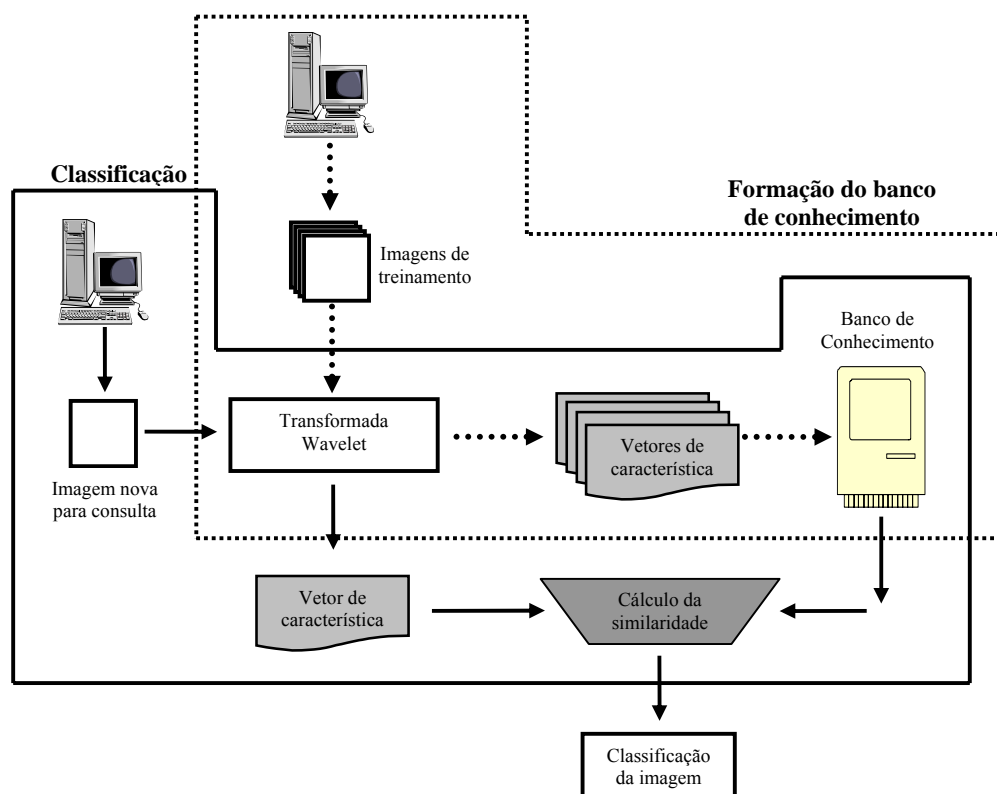 Classificação
Formação do banco
de conhecimento
Imagens de
treinamento
Banco de
Conhecimento
Transformada
Wavelet
Vetores de
característica
Imagem nova
para consulta
Vetor de
característica
Cálculo da
similaridade
Classificação
da imagem